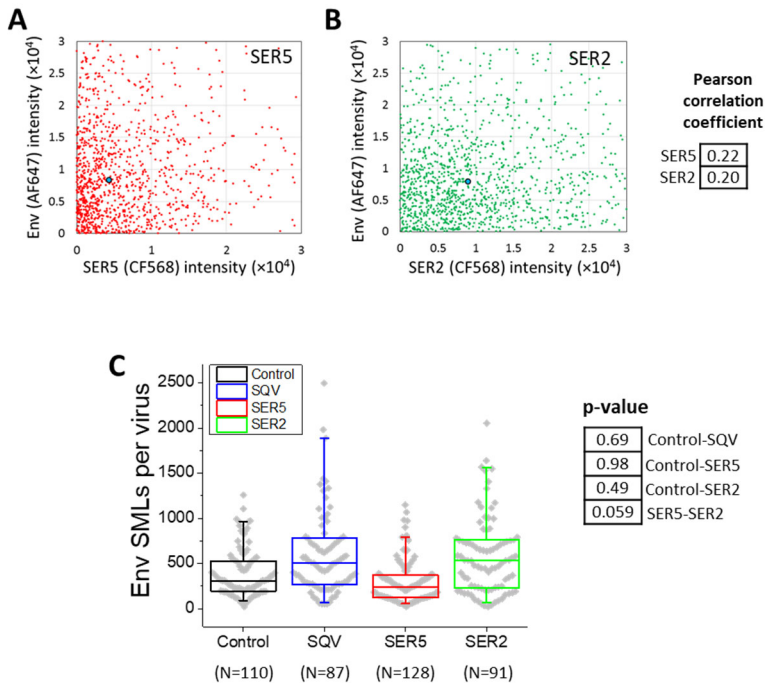 A
SER5
Env (AF647) intensity (×10⁴)
3
2.5
2
1.5
1
0.5
0
0
1
2
3
SER5 (CF568) intensity (×10⁴)
B
SER2
Env (AF647) intensity (×10⁴)
3
2.5
2
1.5
1
0.5
0
0
0.5
1
1.5
2
2.5
3
SER2 (CF568) intensity (×10⁴)
Pearson
correlation
coefficient
SER5 0.22
SER2 0.20
C
Env SMLs per virus
2500
2000
1500
1000
500
0
Control
SQV
SER5
SER2
Control SQV SER5 SER2
(N=110) (N=87) (N=128) (N=91)
p-value
0.69 Control-SQV
0.98 Control-SER5
0.49 Control-SER2
0.059 SER5-SER2